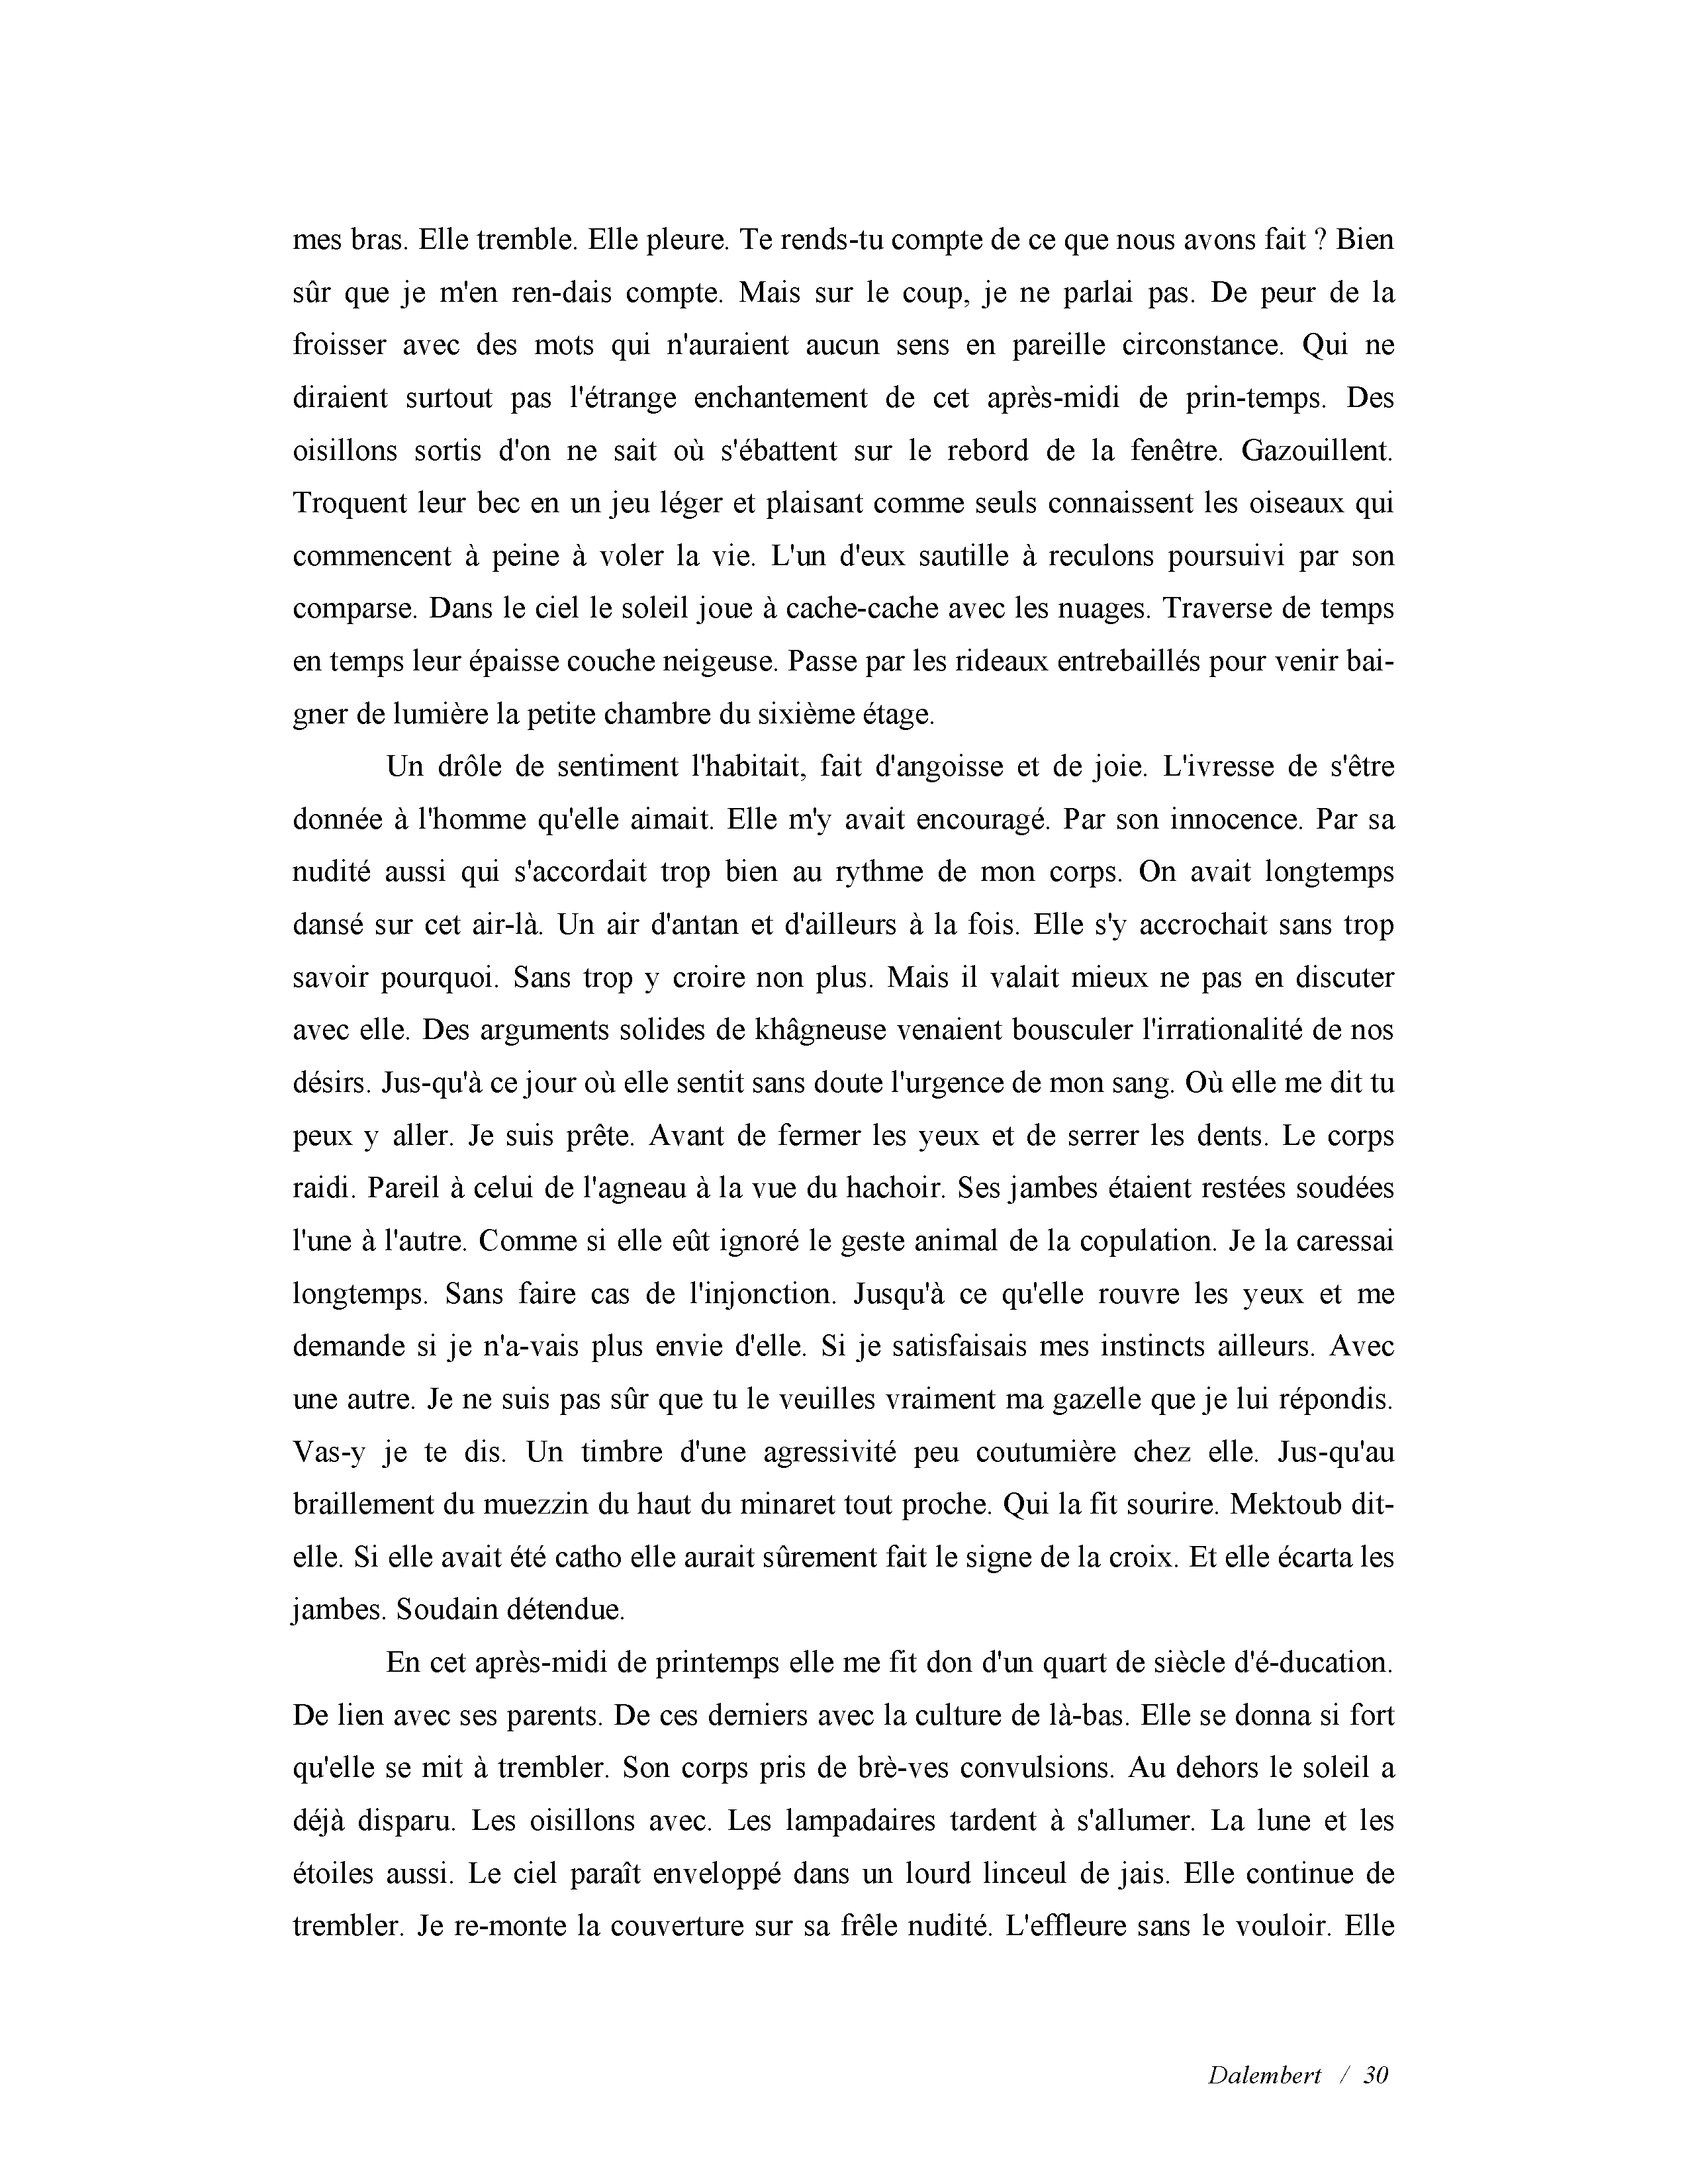 mes bras. Elle tremble. Elle pleure. Te rends-tu compte de ce que nous avons fait ? Bien
sûr que je m'en ren-dais compte. Mais sur le coup, je ne parlai pas. De peur de la
froisser avec des mots qui n'auraient aucun sens en pareille circonstance. Qui ne
diraient surtout pas l'étrange enchantement de cet après-midi de prin-temps. Des
oisillons sortis d'on ne sait où s'ébattent sur le rebord de la fenêtre. Gazouillent.
Troquent leur bec en un jeu léger et plaisant comme seuls connaissent les oiseaux qui
commencent à peine à voler la vie. L'un d'eux sautille à reculons poursuivi par son
comparse. Dans le ciel le soleil joue à cache-cache avec les nuages. Traverse de temps
en temps leur épaisse couche neigeuse. Passe par les rideaux entrebaillés pour venir bai-
gner de lumière la petite chambre du sixième étage.
Un drôle de sentiment l'habitait, fait d'angoisse et de joie. L'ivresse de s'être
donnée à l'homme qu'elle aimait. Elle m'y avait encouragé. Par son innocence. Par sa
nudité aussi qui s'accordait trop bien au rythme de mon corps. On avait longtemps
dansé sur cet air-là. Un air d'antan et d'ailleurs à la fois. Elle s'y accrochait sans trop
savoir pourquoi. Sans trop y croire non plus. Mais il valait mieux ne pas en discuter
avec elle. Des arguments solides de khâgneuse venaient bousculer l'irrationalité de nos
désirs. Jus-qu'à ce jour où elle sentit sans doute l'urgence de mon sang. Où elle me dit tu
peux y aller. Je suis prête. Avant de fermer les yeux et de serrer les dents. Le corps
raidi. Pareil à celui de l'agneau à la vue du hachoir. Ses jambes étaient restées soudées
l'une à l'autre. Comme si elle eût ignoré le geste animal de la copulation. Je la caressai
longtemps. Sans faire cas de l'injonction. Jusqu'à ce qu'elle rouvre les yeux et me
demande si je n'a-vais plus envie d'elle. Si je satisfaisais mes instincts ailleurs. Avec
une autre. Je ne suis pas sûr que tu le veuilles vraiment ma gazelle que je lui répondis.
Vas-y je te dis. Un timbre d'une agressivité peu coutumière chez elle. Jus-qu'au
braillement du muezzin du haut du minaret tout proche. Qui la fit sourire. Mektoub dit-
elle. Si elle avait été catho elle aurait sûrement fait le signe de la croix. Et elle écarta les
jambes. Soudain détendue.
En cet après-midi de printemps elle me fit don d'un quart de siècle d'é-ducation.
De lien avec ses parents. De ces derniers avec la culture de là-bas. Elle se donna si fort
qu'elle se mit à trembler. Son corps pris de brè-ves convulsions. Au dehors le soleil a
déjà disparu. Les oisillons avec. Les lampadaires tardent à s'allumer. La lune et les
étoiles aussi. Le ciel paraît enveloppé dans un lourd linceul de jais. Elle continue de
trembler. Je re-monte la couverture sur sa frêle nudité. L'effleure sans le vouloir. Elle
Dalembert / 30